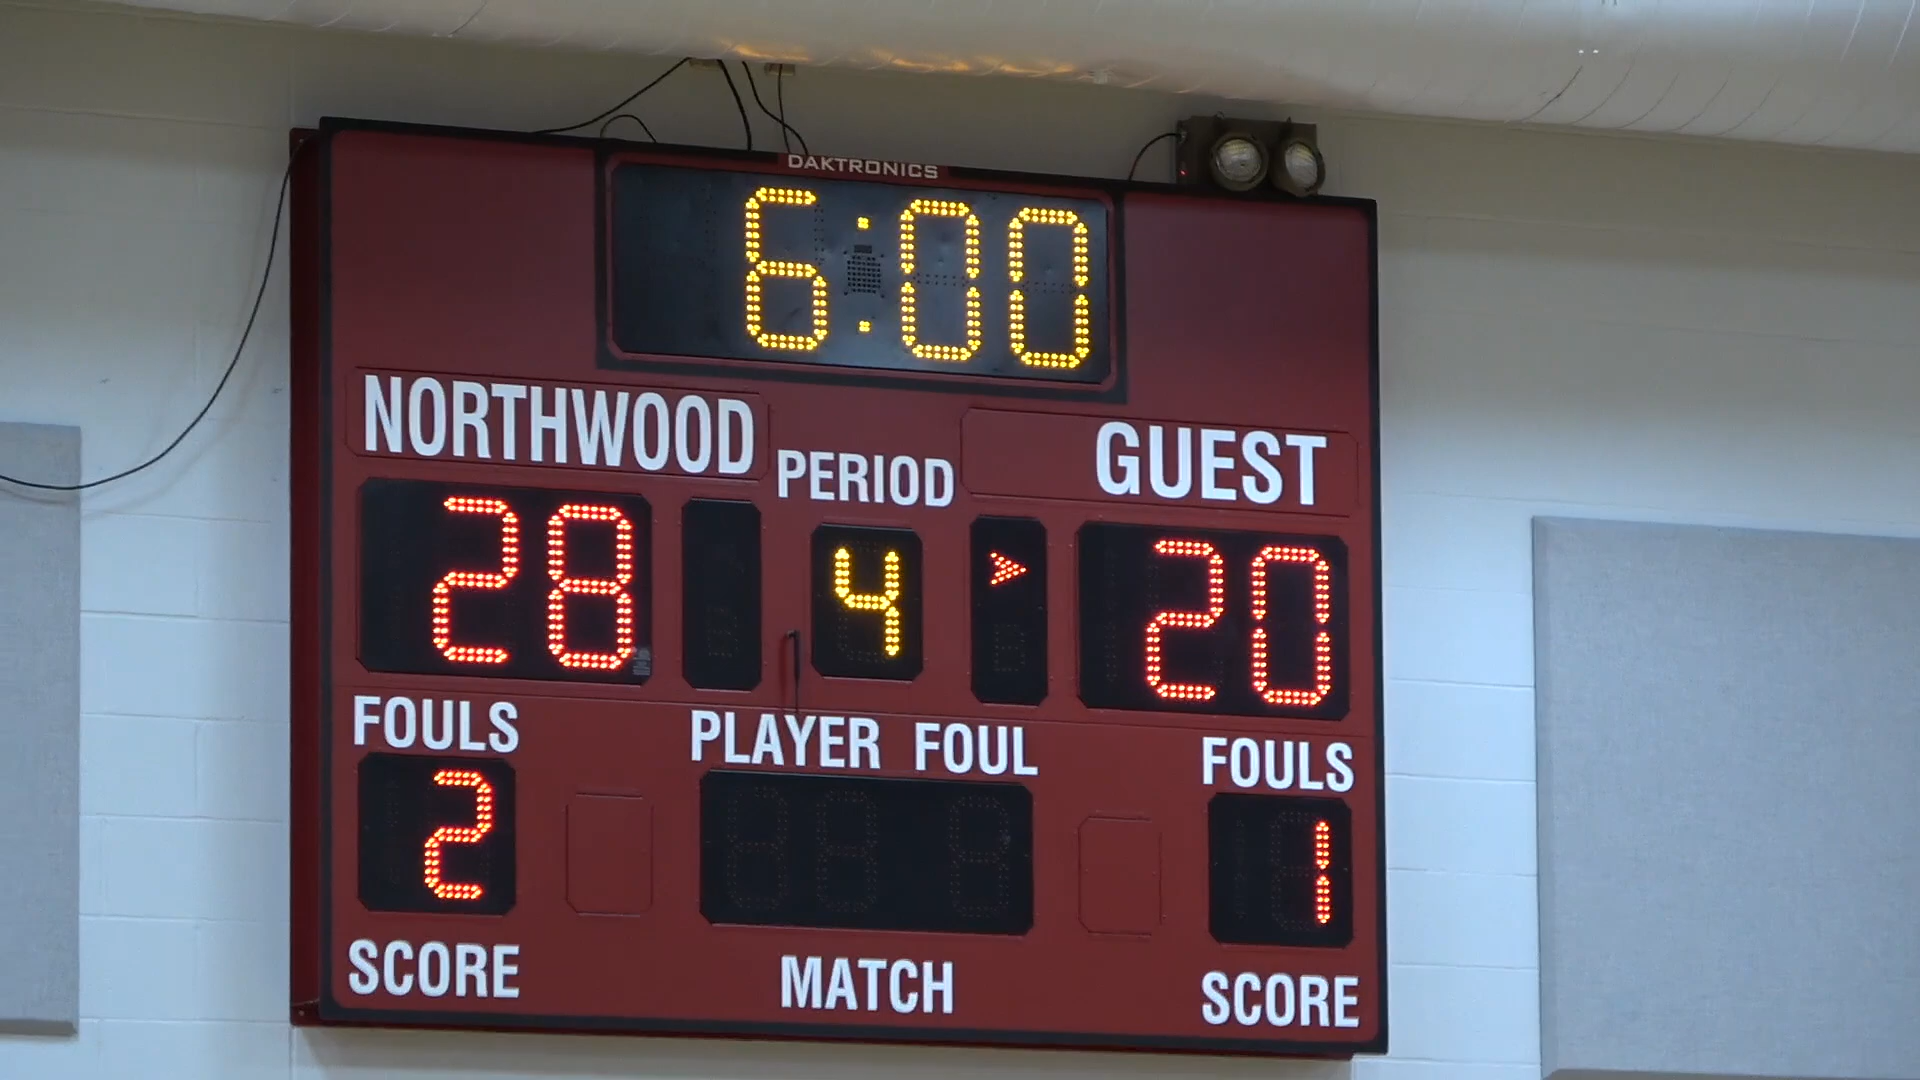 DAKTRONICS
6:00
NORTHWOOD
PERIOD
GUEST
28
4
20
FOULS
PLAYER FOUL
FOULS
2
1
SCORE
MATCH
SCORE